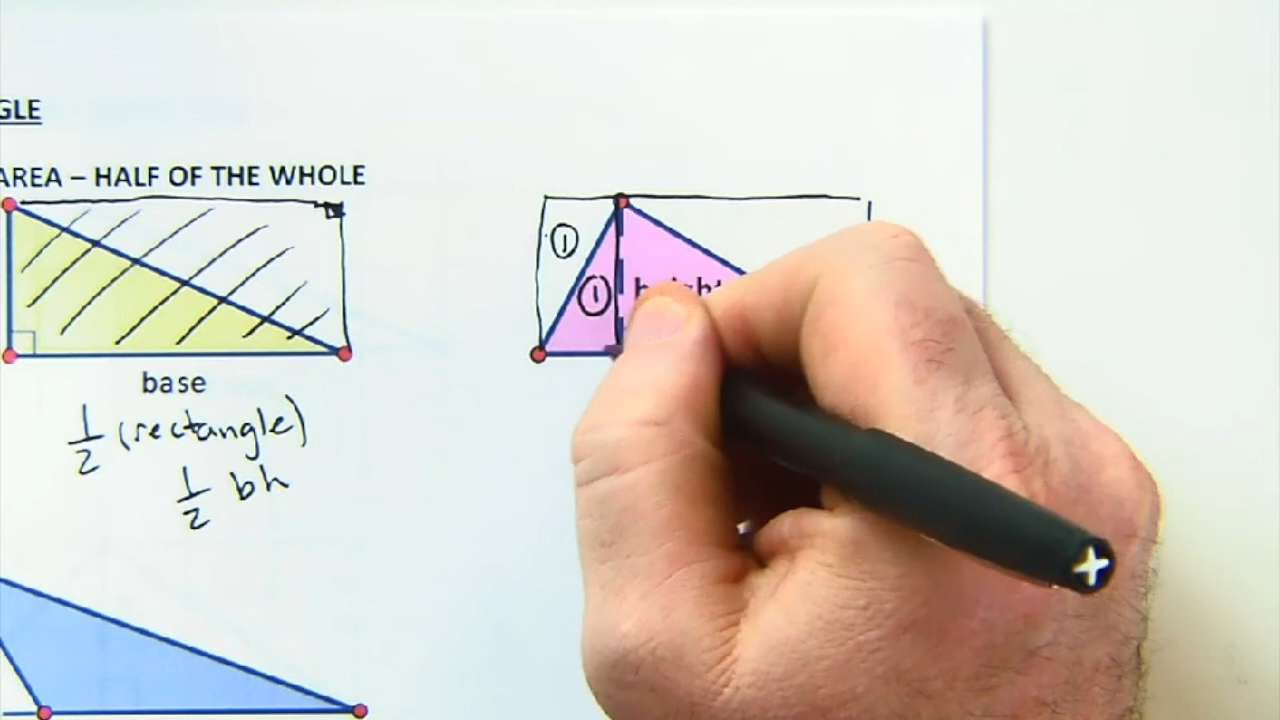 GLE
AREA – HALF OF THE WHOLE
1
1
base
1/2 (rectangle)
1/2 bh